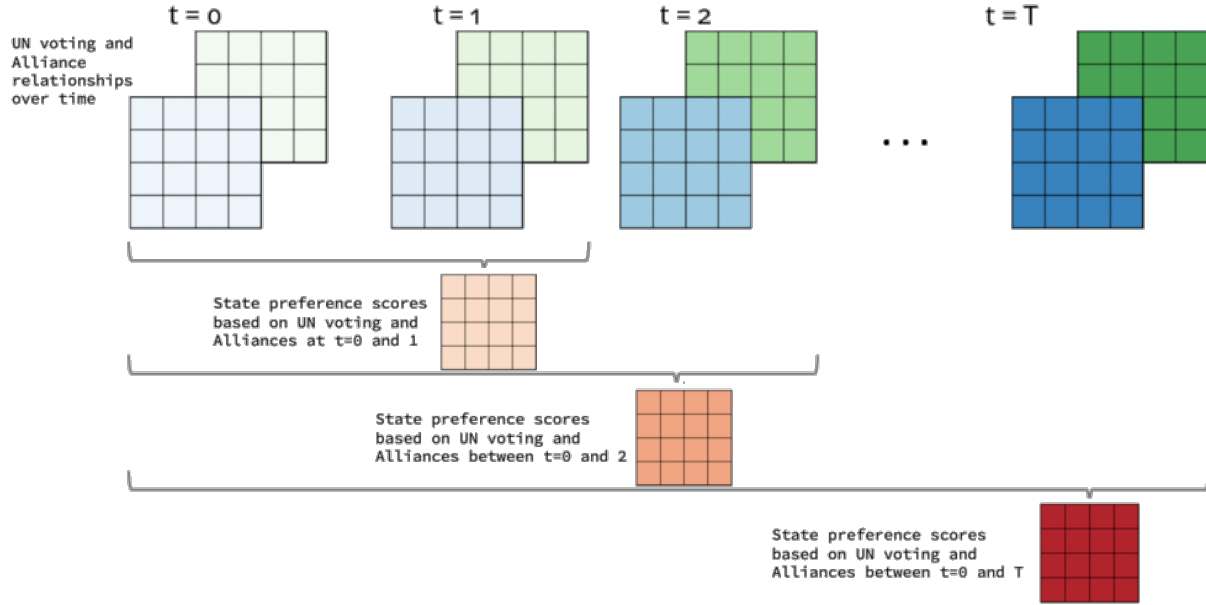 t = 0
t = 1
t = 2
t = T
UN voting and
Alliance
relationships
over time
...
State preference scores
based on UN voting and
Alliances at t=0 and 1
State preference scores
based on UN voting and
Alliances between t=0 and 2
State preference scores
based on UN voting and
Alliances between t=0 and T